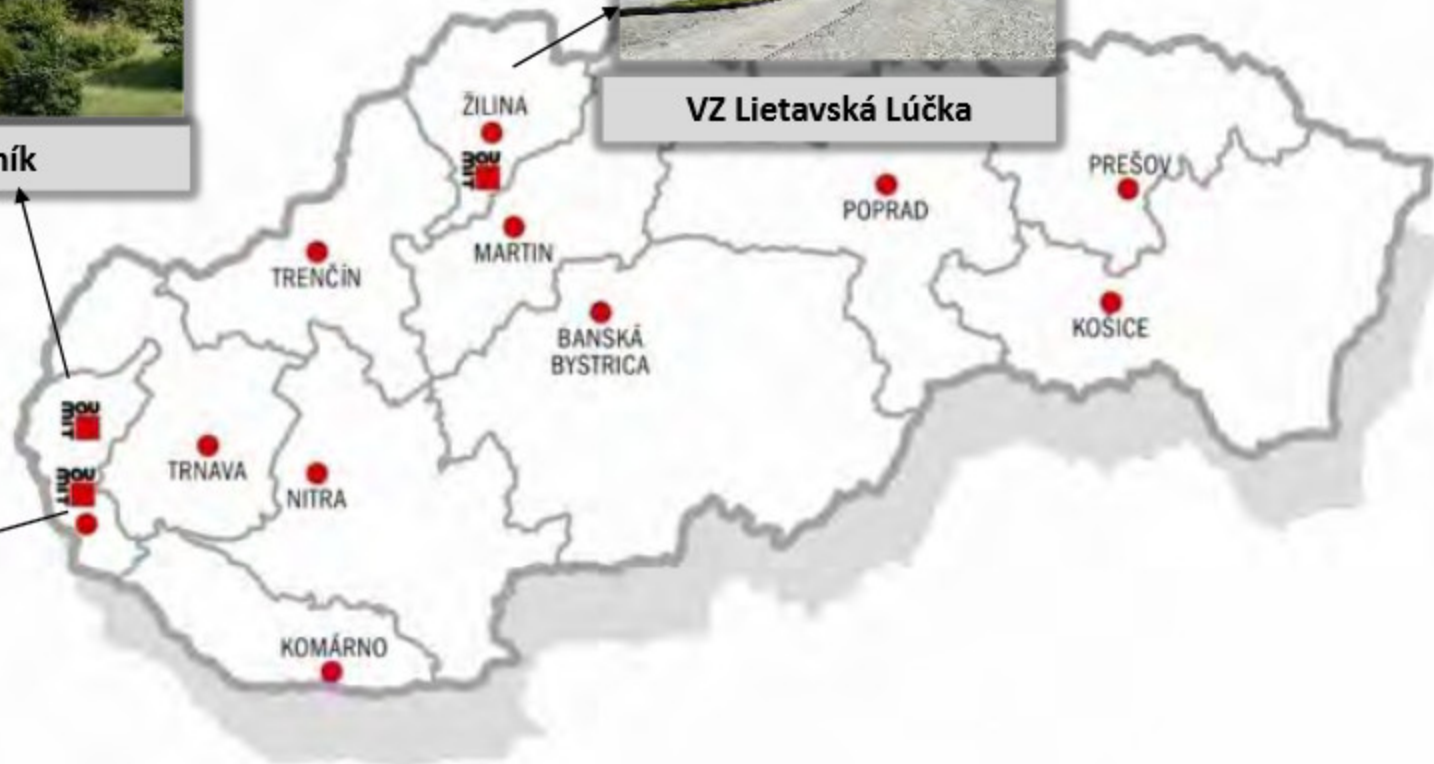 ŽILINA
VZ Lietavská Lúčka
ník
PREŠOV
POPRAD
MARTIN
TRENČÍN
KOŠICE
BANSKÁ
BYSTRICA
TRNAVA
NITRA
KOMÁRNO